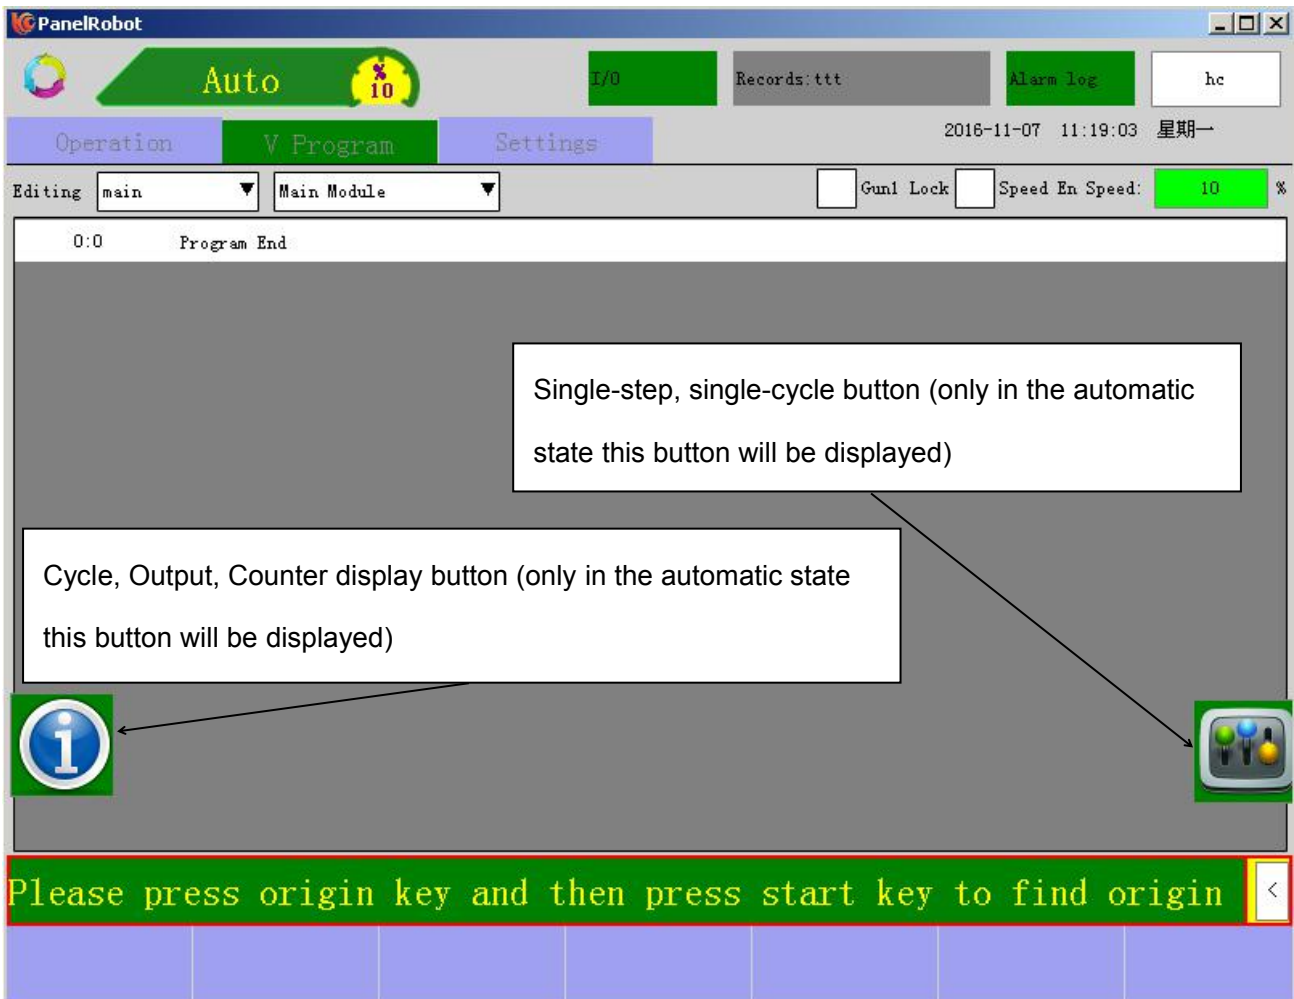 PanelRobot
Auto
%
10
I/O
Records:ttt
Alarm log
hc
Operation
V Program
Settings
2016-11-07 11:19:03 星期一
Editing
main
Main Module
Gun1 Lock
Speed En Speed:
10
%
0:0 Program End
Single-step, single-cycle button (only in the automatic
state this button will be displayed)
Cycle, Output, Counter display button (only in the automatic state
this button will be displayed)
Please press origin key and then press start key to find origin
<